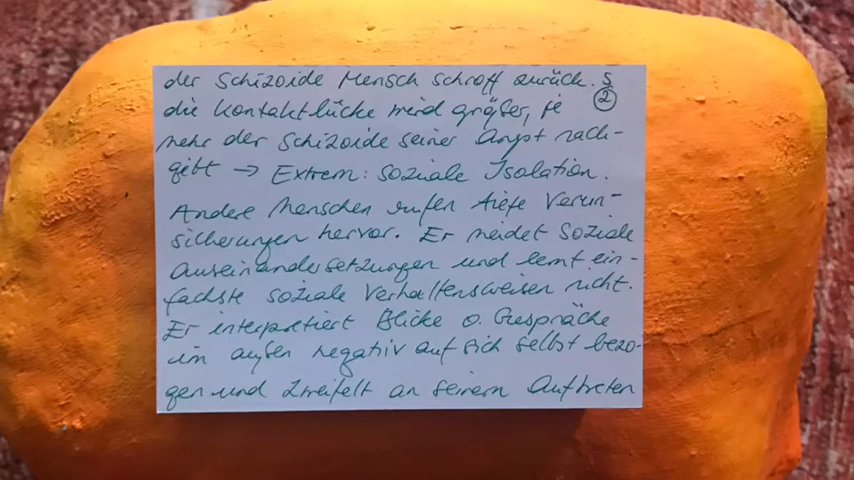 der Schizoide Mensch schroff zurück. S
die Kontaktlücke wird größer, je ②
mehr der Schizoide seiner Angst nach-
gibt → Extrem: soziale Isolation.
Andere Menschen rufen tiefe Verun-
sicherungen hervor. Er meidet soziale
Auseinandersetzungen und lernt ein-
fachste soziale Verhaltensweisen nicht.
Er interpretiert Blicke o. Gespräche
im außen negativ auf sich selbst bezo-
gen und zweifelt an seinem Auftreten